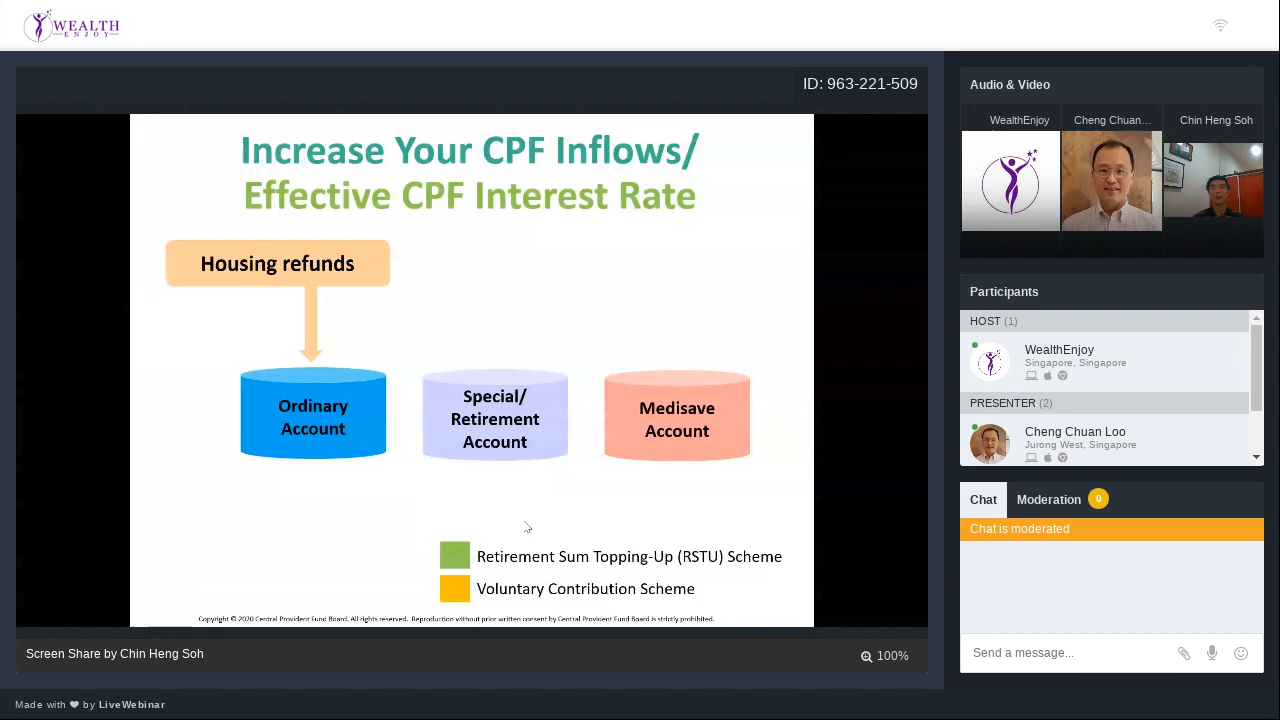 WEALTH
ENJOY
ID: 963-221-509
Increase Your CPF Inflows/
Effective CPF Interest Rate
Housing refunds
Ordinary
Account
Special/
Retirement
Account
Medisave
Account
Retirement Sum Topping-Up (RSTU) Scheme
Voluntary Contribution Scheme
Copyright © 2020 Central Provident Fund Board. All rights reserved. Reproduction without prior written consent by Central Provident Fund Board is strictly prohibited.
Screen Share by Chin Heng Soh
100%
Audio & Video
WealthEnjoy
Cheng Chuan...
Chin Heng Soh
Participants
HOST (1)
WealthEnjoy
Singapore, Singapore
PRESENTER (2)
Cheng Chuan Loo
Jurong West, Singapore
Chat
Moderation
0
Chat is moderated
Send a message...
Made with ❤ by LiveWebinar